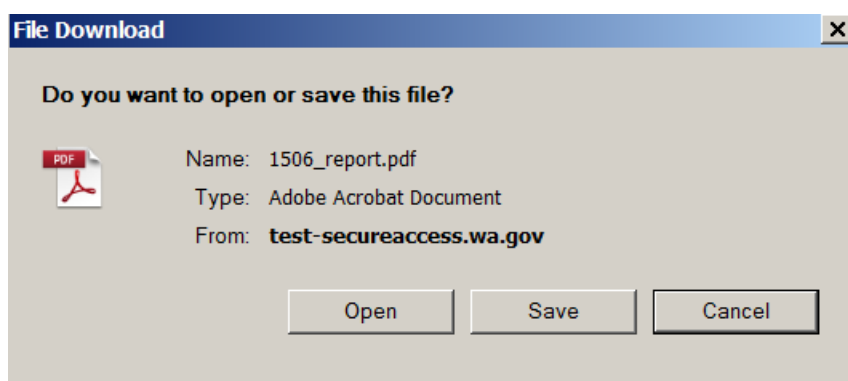 File Download
Do you want to open or save this file?
PDF
Name: 1506_report.pdf
Type: Adobe Acrobat Document
From: test-secureaccess.wa.gov
Open Save Cancel